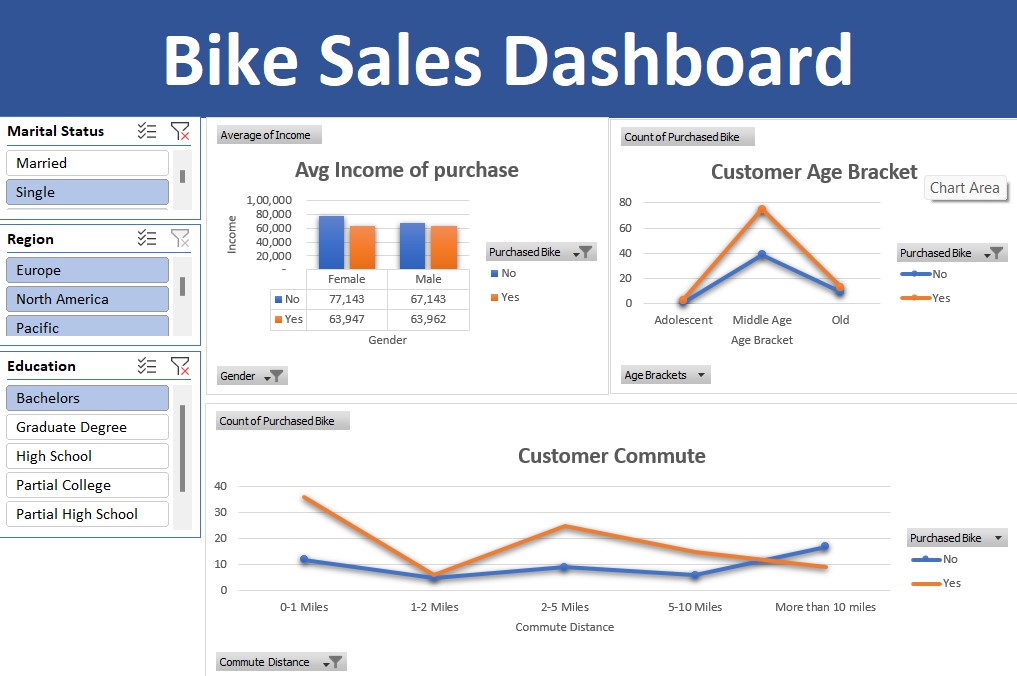 Bike Sales Dashboard
Marital Status
Married
Single
Region
Europe
North America
Pacific
Education
Bachelors
Graduate Degree
High School
Partial College
Partial High School
Average of Income
Avg Income of purchase
Income
1,00,000
80,000
60,000
40,000
20,000
-
Female Male
No 77,143 67,143
Yes 63,947 63,962
Gender
Purchased Bike
No
Yes
Gender
Count of Purchased Bike
Customer Age Bracket
Chart Area
80
60
40
20
0
Adolescent Middle Age Old
Age Bracket
Purchased Bike
No
Yes
Age Brackets
Count of Purchased Bike
Customer Commute
40
30
20
10
0
0-1 Miles 1-2 Miles 2-5 Miles 5-10 Miles More than 10 miles
Commute Distance
Purchased Bike
No
Yes
Commute Distance